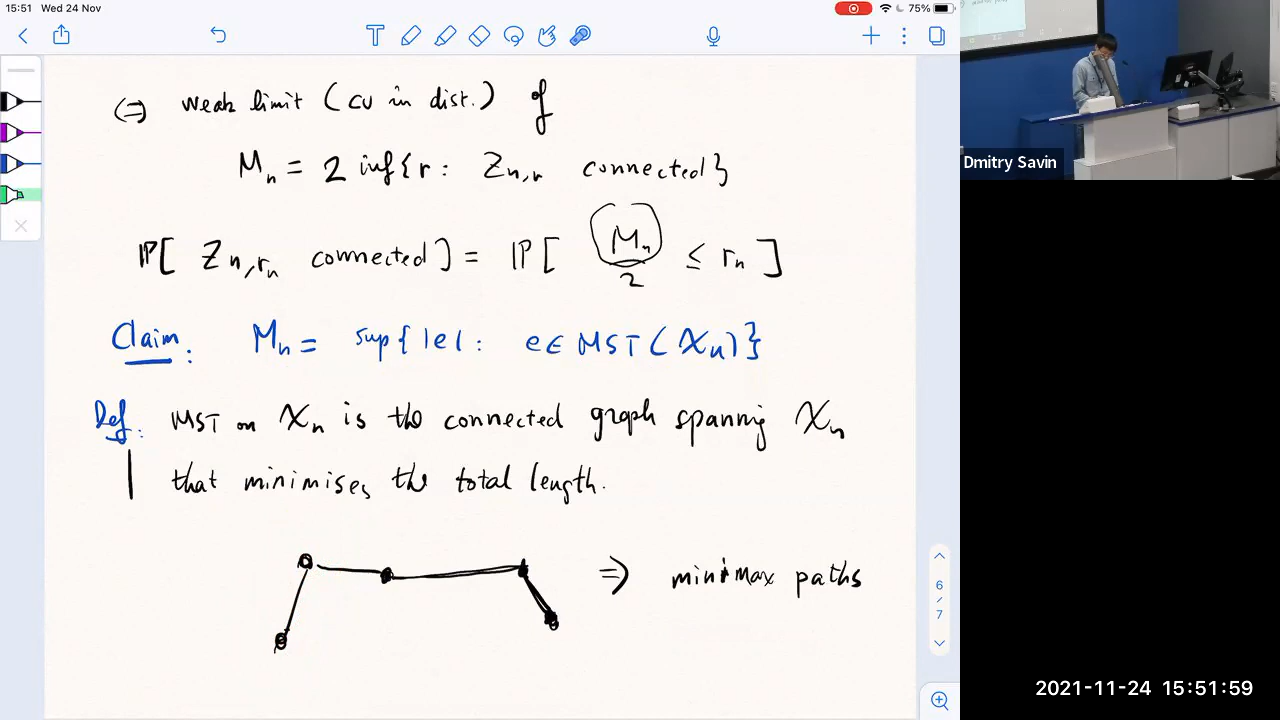 15:51 Wed 24 Nov
75%
(⇒) weak limit (cv in dist.) of
Mₙ = 2 inf{r: Zₙ,ᵣ connected}
ℙ[ Zₙ,ᵣₙ connected ] = ℙ[ Mₙ/2 ≤ rₙ ]
Claim: Mₙ = sup{|e|: e ∈ MST(Xₙ)}
Def: MST on Xₙ is the connected graph spanning Xₙ
that minimises the total length.
⇒ minimax paths
6
/
7
Dmitry Savin
2021-11-24 15:51:59